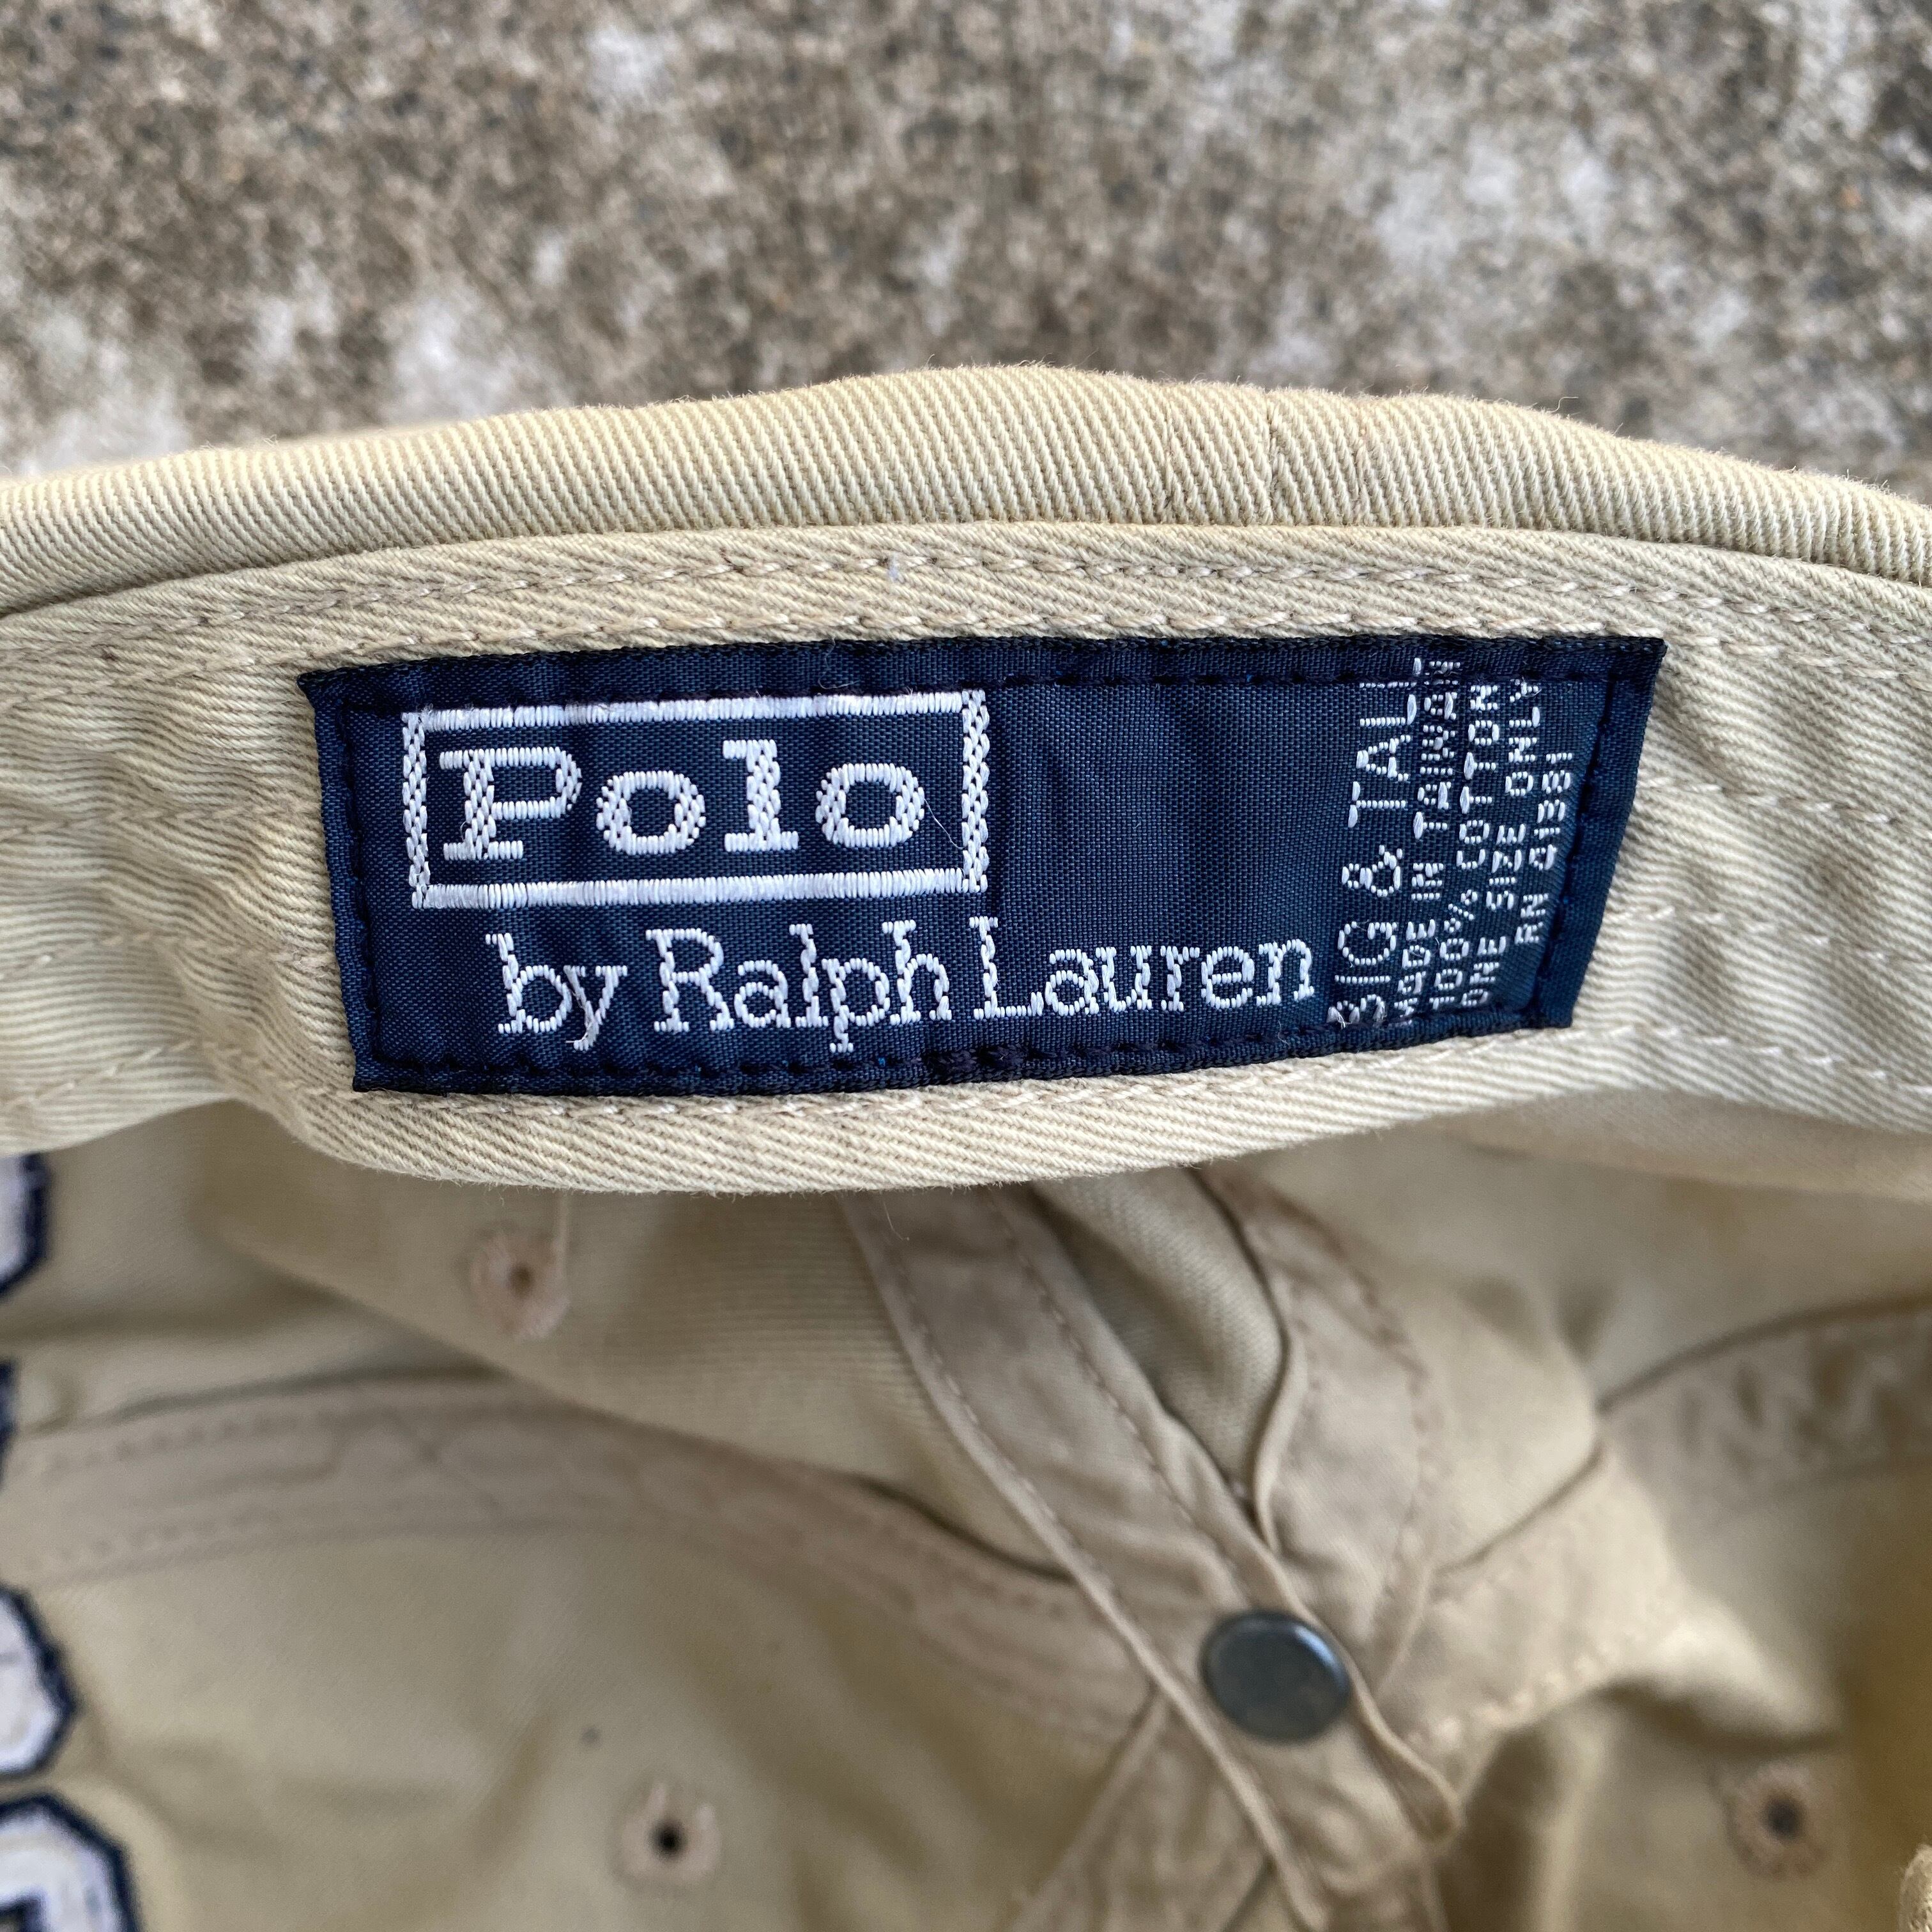 Polo
by Ralph Lauren
BIG & TALL
MADE IN TAIWAN
100% COTTON
ONE SIZE ONLY
RN 41381